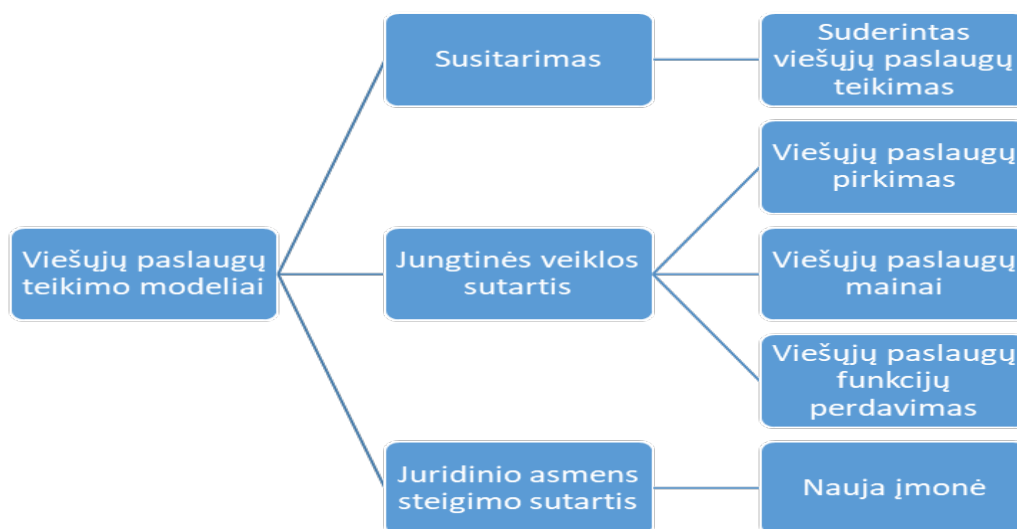 Viešųjų paslaugų
teikimo modeliai
Susitarimas
Suderintas
viešųjų paslaugų
teikimas
Jungtinės veiklos
sutartis
Viešųjų paslaugų
pirkimas
Viešųjų paslaugų
mainai
Viešųjų paslaugų
funkcijų
perdavimas
Juridinio asmens
steigimo sutartis
Nauja įmonė